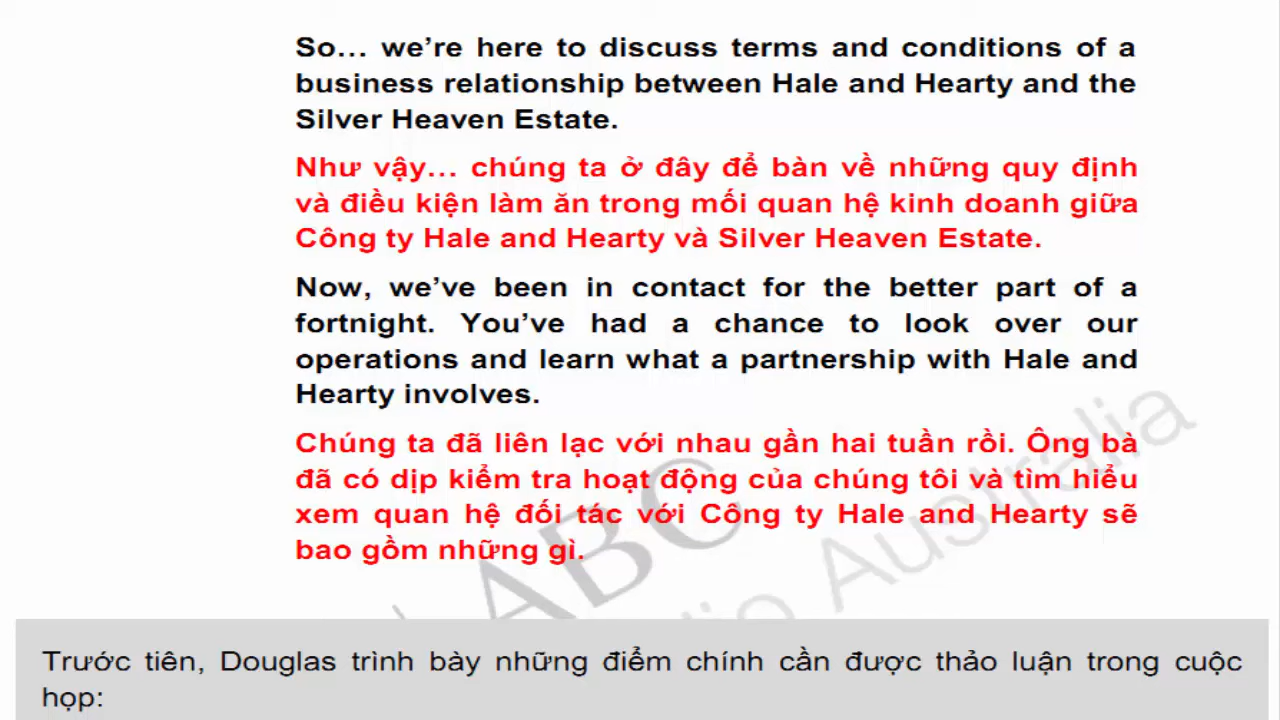 So… we’re here to discuss terms and conditions of a
business relationship between Hale and Hearty and the
Silver Heaven Estate.
Như vậy… chúng ta ở đây để bàn về những quy định
và điều kiện làm ăn trong mối quan hệ kinh doanh giữa
Công ty Hale and Hearty và Silver Heaven Estate.
Now, we’ve been in contact for the better part of a
fortnight. You’ve had a chance to look over our
operations and learn what a partnership with Hale and
Hearty involves.
Chúng ta đã liên lạc với nhau gần hai tuần rồi. Ông bà
đã có dịp kiểm tra hoạt động của chúng tôi và tìm hiểu
xem quan hệ đối tác với Công ty Hale and Hearty sẽ
bao gồm những gì.
ABC
Australia
Trước tiên, Douglas trình bày những điểm chính cần được thảo luận trong cuộc
họp: